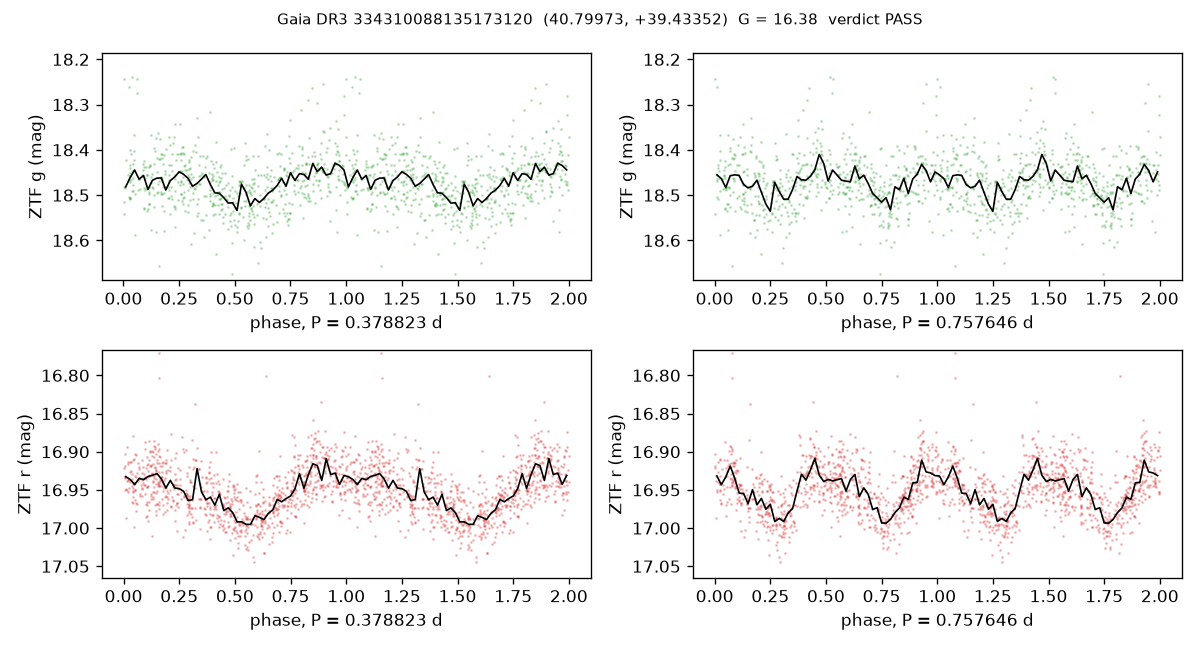 Gaia DR3 334310088135173120 (40.79973, +39.43352) G = 16.38 verdict PASS
ZTF g (mag)
18.2
18.3
18.4
18.5
18.6
0.00 0.25 0.50 0.75 1.00 1.25 1.50 1.75 2.00
phase, P = 0.378823 d
ZTF g (mag)
18.2
18.3
18.4
18.5
18.6
0.00 0.25 0.50 0.75 1.00 1.25 1.50 1.75 2.00
phase, P = 0.757646 d
ZTF r (mag)
16.80
16.85
16.90
16.95
17.00
17.05
0.00 0.25 0.50 0.75 1.00 1.25 1.50 1.75 2.00
phase, P = 0.378823 d
ZTF r (mag)
16.80
16.85
16.90
16.95
17.00
17.05
0.00 0.25 0.50 0.75 1.00 1.25 1.50 1.75 2.00
phase, P = 0.757646 d